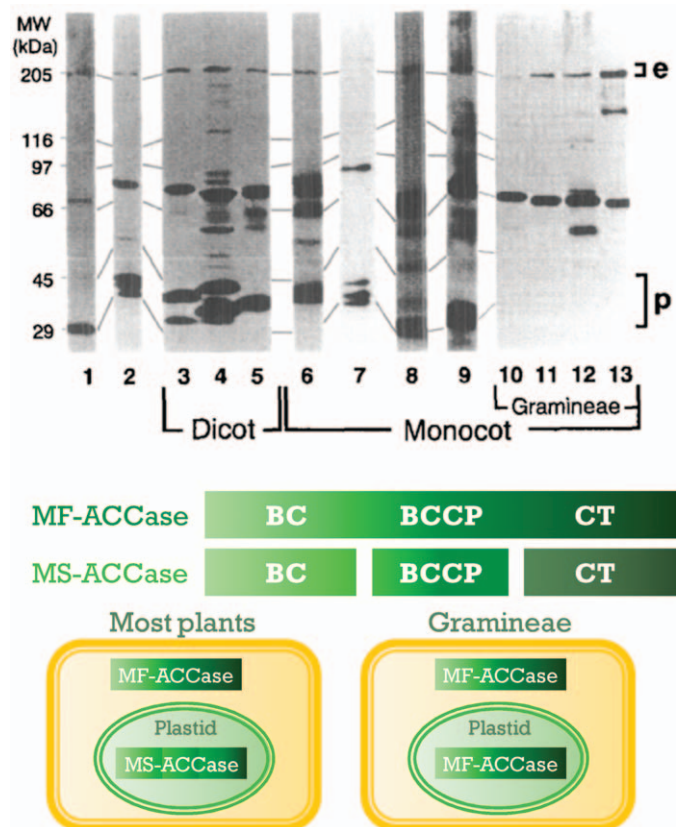 MW
(kDa)
205
116
97
66
45
29
e
p
1 2 3 4 5 6 7 8 9 10 11 12 13
Gramineae
Dicot Monocot
MF-ACCase BC BCCP CT
MS-ACCase BC BCCP CT
Most plants Gramineae
MF-ACCase MF-ACCase
Plastid Plastid
MS-ACCase MF-ACCase